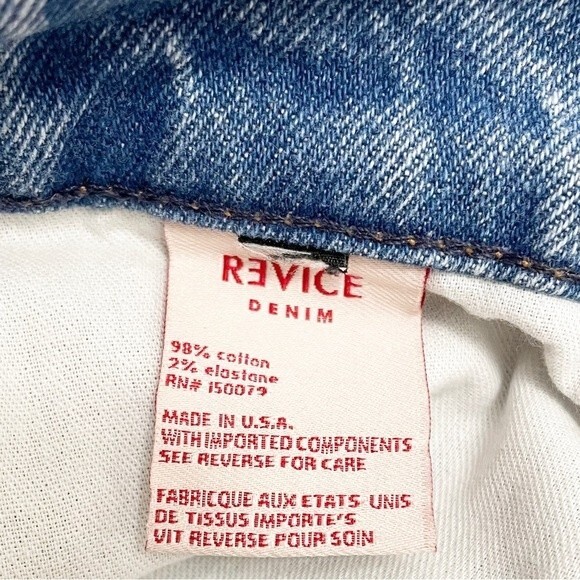 RƎVICE
DENIM
98% cotton
2% elastane
RN# 150079
MADE IN U.S.A.
WITH IMPORTED COMPONENTS
SEE REVERSE FOR CARE
FABRICQUE AUX ETATS-UNIS
DE TISSUS IMPORTE'S
VIT REVERSE POUR SOIN